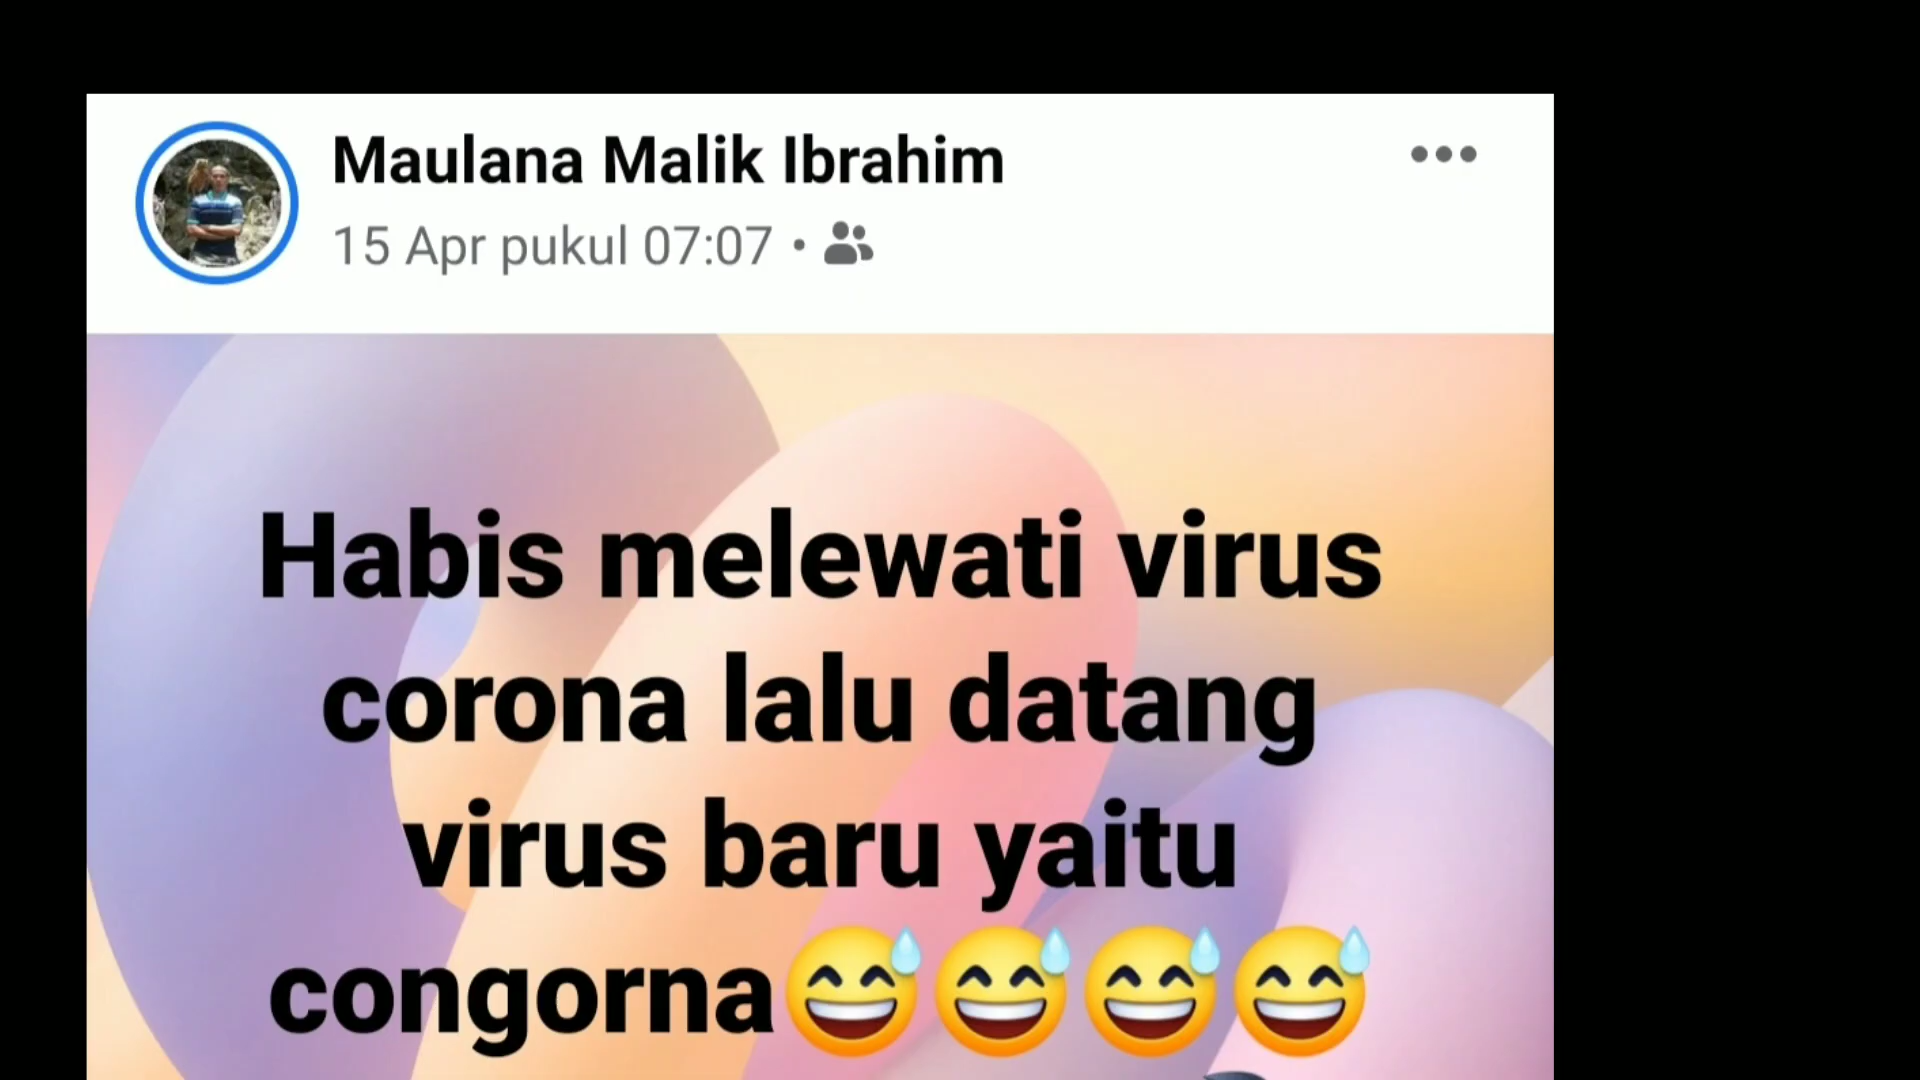 Maulana Malik Ibrahim
15 Apr pukul 07:07
Habis melewati virus
corona lalu datang
virus baru yaitu
congorna😅😅😅😅